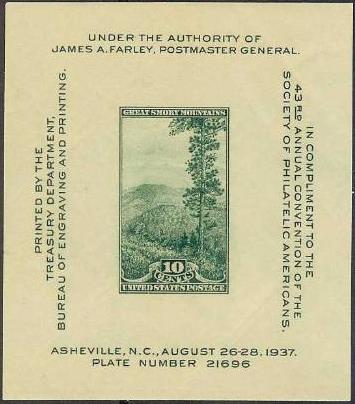 UNDER THE AUTHORITY OF
JAMES A. FARLEY, POSTMASTER GENERAL.
PRINTED BY THE
TREASURY DEPARTMENT,
BUREAU OF ENGRAVING AND PRINTING.
GREAT SMOKY MOUNTAINS
10
CENTS
UNITED STATES POSTAGE
IN COMPLIMENT TO THE
43RD ANNUAL CONVENTION OF THE
SOCIETY OF PHILATELIC AMERICANS.
ASHEVILLE, N.C., AUGUST 26-28, 1937.
PLATE NUMBER 21696